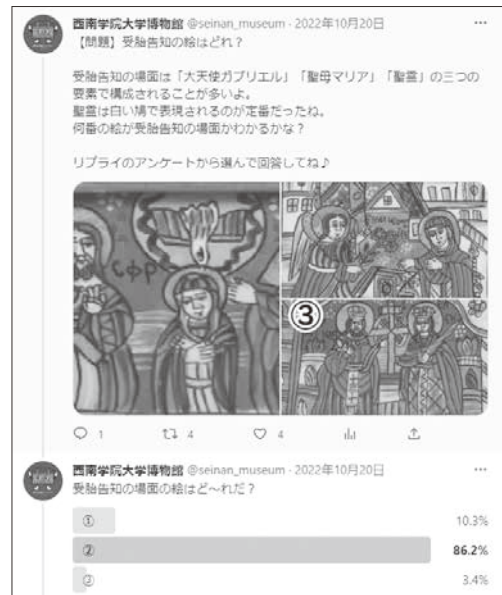 西南学院大学博物館 @seinan_museum · 2022年10月20日
【問題】受胎告知の絵はどれ？
受胎告知の場面は「大天使ガブリエル」「聖母マリア」「聖霊」の三つの
要素で構成されることが多いよ。
聖霊は白い鳩で表現されるのが定番だったね。
何番の絵が受胎告知の場面かわかるかな？
リプライのアンケートから選んで回答してね♪
③
1 4 4
西南学院大学博物館 @seinan_museum · 2022年10月20日
受胎告知の場面の絵はど～れだ？
① 10.3%
② 86.2%
③ 3.4%